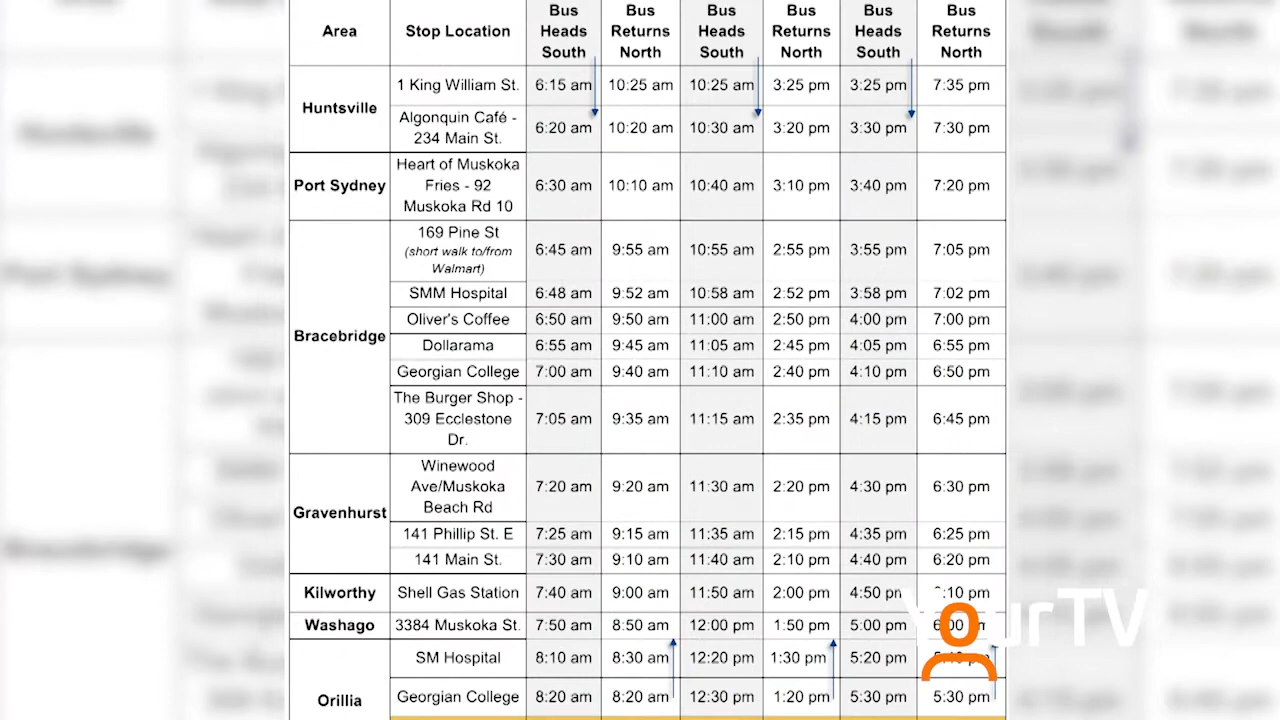 Area Stop Location Bus Heads South Bus Returns North Bus Heads South Bus Returns North Bus Heads South Bus Returns North
Huntsville
1 King William St. 6:15 am 10:25 am 10:25 am 3:25 pm 3:25 pm 7:35 pm
Algonquin Café - 234 Main St. 6:20 am 10:20 am 10:30 am 3:20 pm 3:30 pm 7:30 pm
Port Sydney Heart of Muskoka Fries - 92 Muskoka Rd 10 6:30 am 10:10 am 10:40 am 3:10 pm 3:40 pm 7:20 pm
Bracebridge
169 Pine St (short walk to/from Walmart) 6:45 am 9:55 am 10:55 am 2:55 pm 3:55 pm 7:05 pm
SMM Hospital 6:48 am 9:52 am 10:58 am 2:52 pm 3:58 pm 7:02 pm
Oliver's Coffee 6:50 am 9:50 am 11:00 am 2:50 pm 4:00 pm 7:00 pm
Dollarama 6:55 am 9:45 am 11:05 am 2:45 pm 4:05 pm 6:55 pm
Georgian College 7:00 am 9:40 am 11:10 am 2:40 pm 4:10 pm 6:50 pm
The Burger Shop - 309 Ecclestone Dr. 7:05 am 9:35 am 11:15 am 2:35 pm 4:15 pm 6:45 pm
Gravenhurst
Winewood Ave/Muskoka Beach Rd 7:20 am 9:20 am 11:30 am 2:20 pm 4:30 pm 6:30 pm
141 Phillip St. E 7:25 am 9:15 am 11:35 am 2:15 pm 4:35 pm 6:25 pm
141 Main St. 7:30 am 9:10 am 11:40 am 2:10 pm 4:40 pm 6:20 pm
Kilworthy Shell Gas Station 7:40 am 9:00 am 11:50 am 2:00 pm 4:50 pm
Washago 3384 Muskoka St. 7:50 am 8:50 am 12:00 pm 1:50 pm 5:00 pm
Orillia
SM Hospital 8:10 am 8:30 am 12:20 pm 1:30 pm 5:20 pm
Georgian College 8:20 am 8:20 am 12:30 pm 1:20 pm 5:30 pm 5:30 pm
YourTV